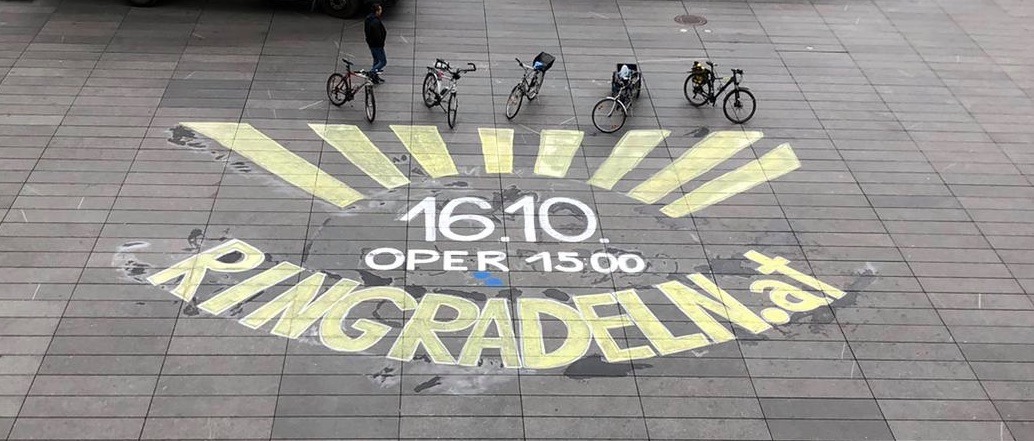 16.10.
OPER 15:00
RINGRADELN.at